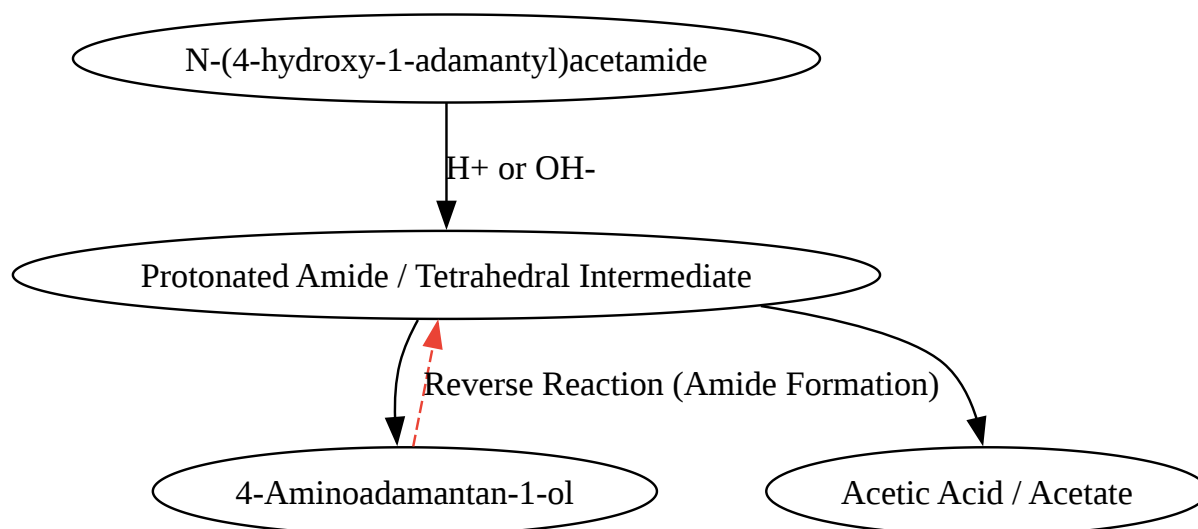 N-(4-hydroxy-1-adamantyl)acetamide
H+ or OH-
Protonated Amide / Tetrahedral Intermediate
Reverse Reaction (Amide Formation)
4-Aminoadamantan-1-ol
Acetic Acid / Acetate